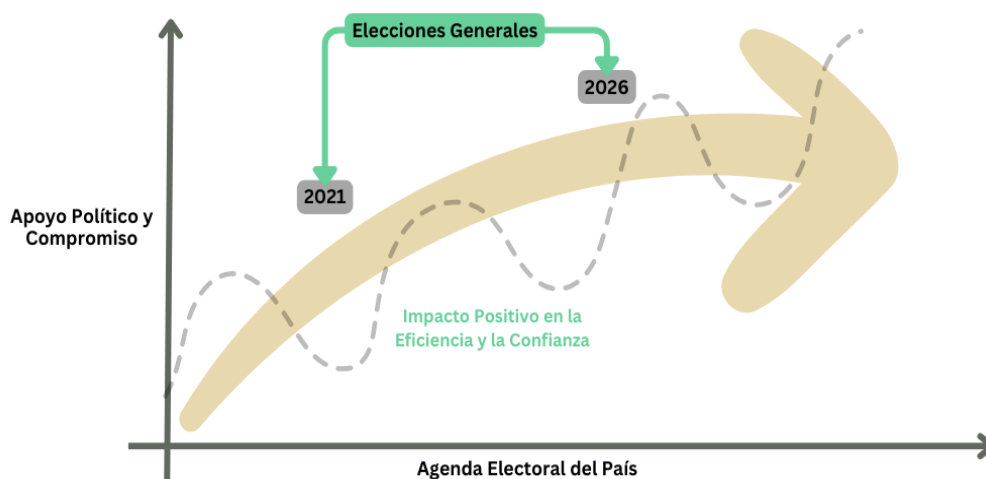 Elecciones Generales
2026
2021
Apoyo Político y
Compromiso
Impacto Positivo en la
Eficiencia y la Confianza
Agenda Electoral del País